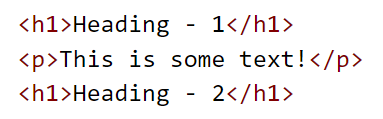 <h1>Heading - 1</h1>
<p>This is some text!</p>
<h1>Heading - 2</h1>